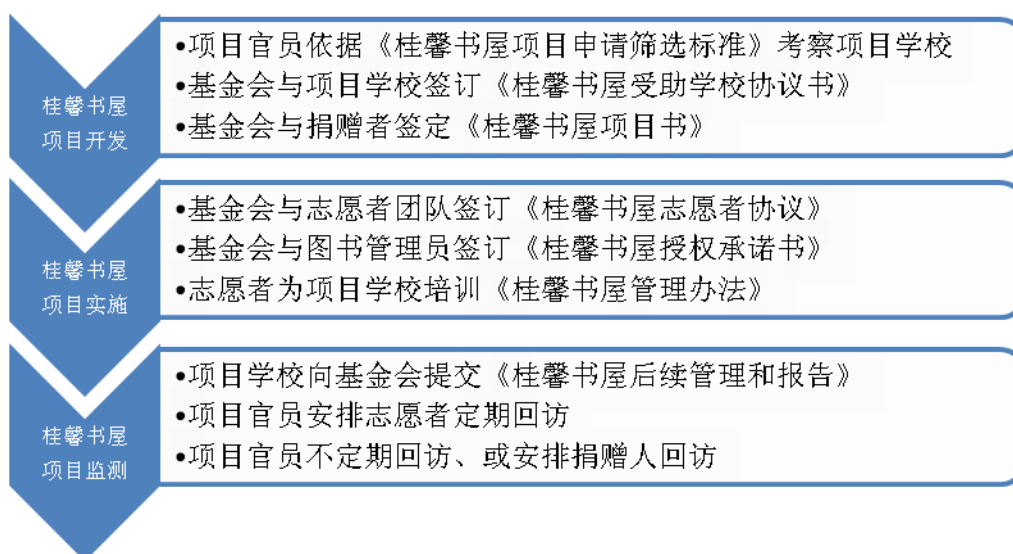 桂馨书屋
项目开发
•项目官员依据《桂馨书屋项目申请筛选标准》考察项目学校
•基金会与项目学校签订《桂馨书屋受助学校协议书》
•基金会与捐赠者签定《桂馨书屋项目书》
桂馨书屋
项目实施
•基金会与志愿者团队签订《桂馨书屋志愿者协议》
•基金会与图书管理员签订《桂馨书屋授权承诺书》
•志愿者为项目学校培训《桂馨书屋管理办法》
桂馨书屋
项目监测
•项目学校向基金会提交《桂馨书屋后续管理和报告》
•项目官员安排志愿者定期回访
•项目官员不定期回访、或安排捐赠人回访